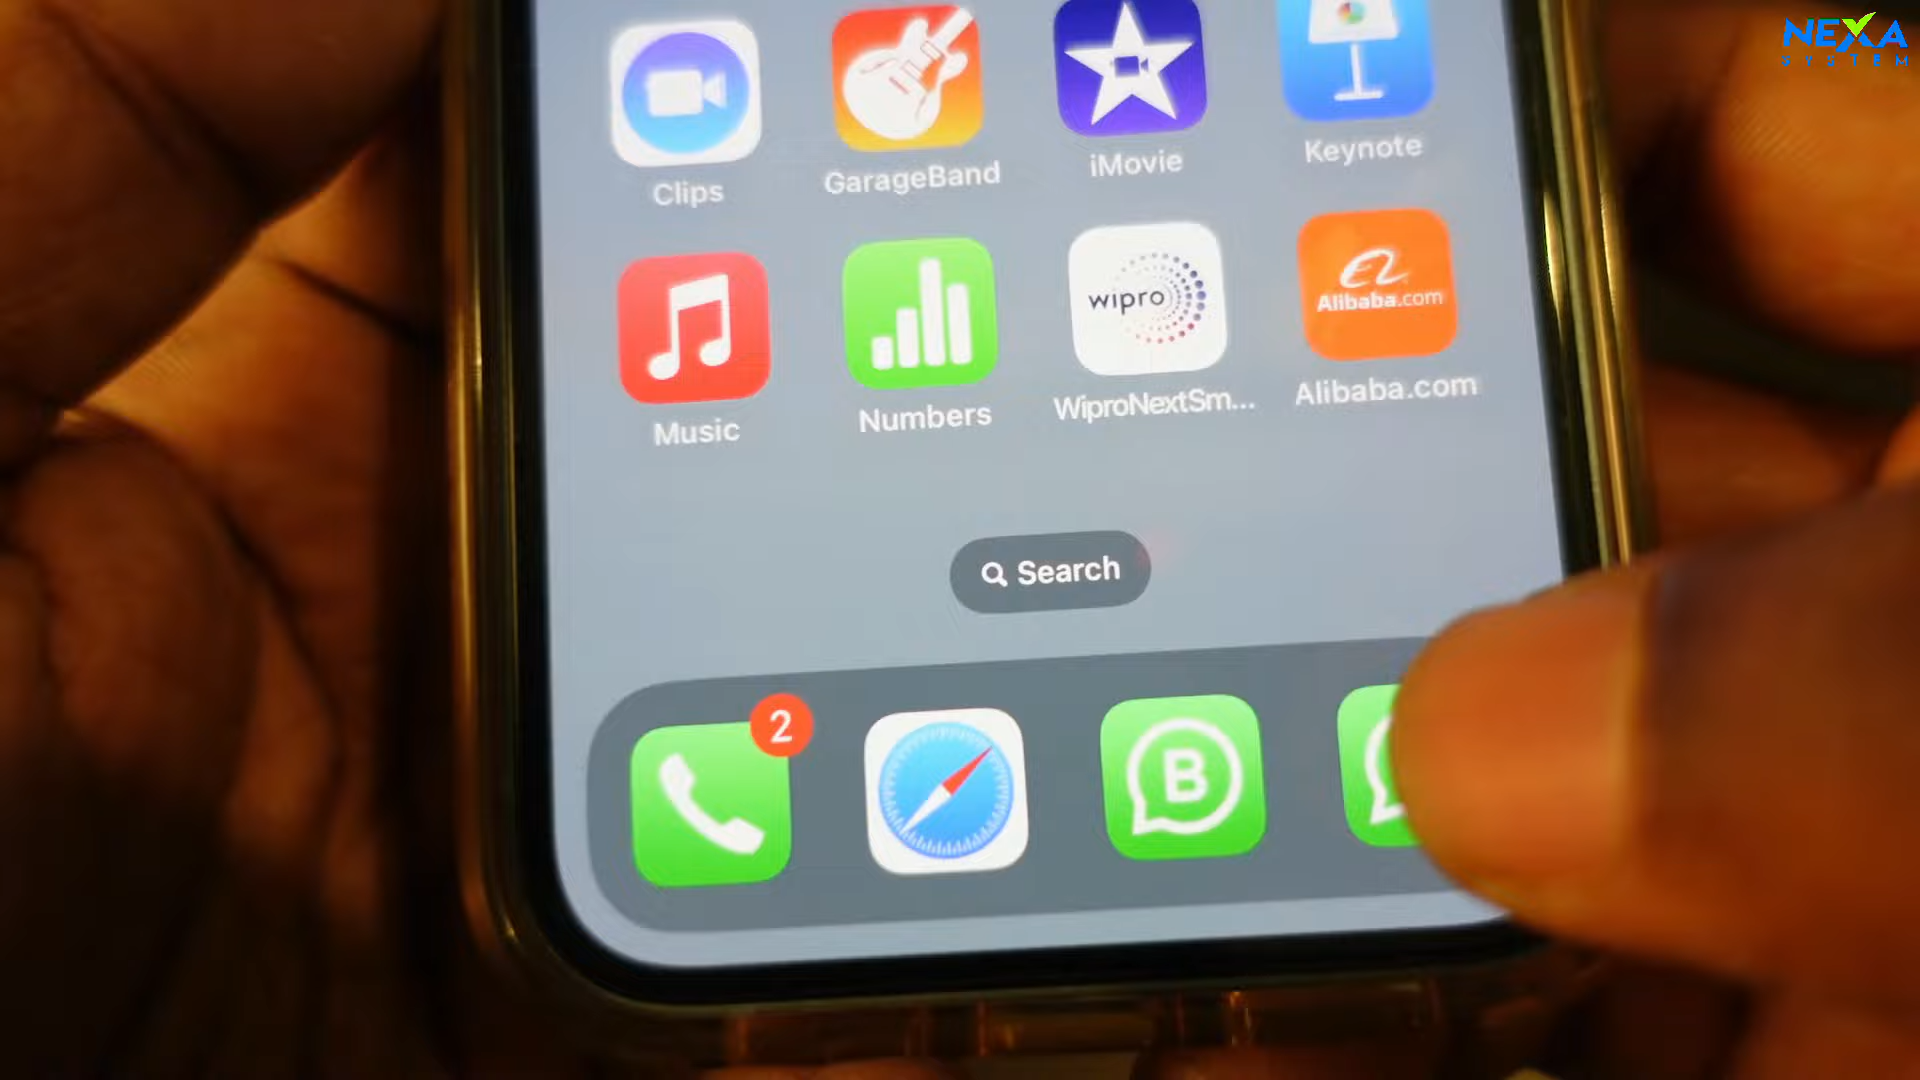 NEXA
SYSTEM
Clips
GarageBand
iMovie
Keynote
wipro
Alibaba.com
Music
Numbers
WiproNextSm...
Alibaba.com
Search
2
B